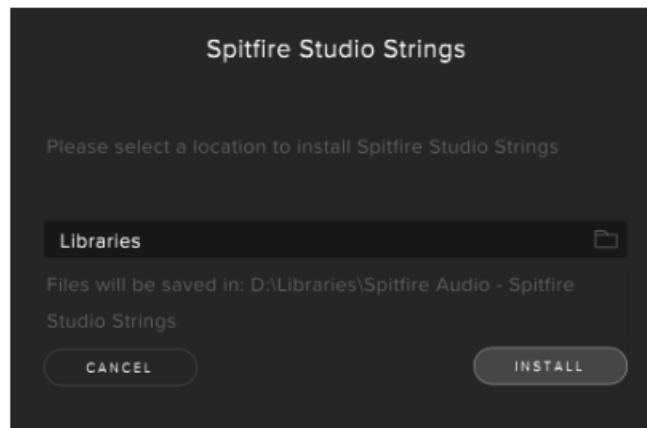 Spitfire Studio Strings
Please select a location to install Spitfire Studio Strings
Libraries
Files will be saved in: D:\Libraries\Spitfire Audio - Spitfire
Studio Strings
CANCEL
INSTALL